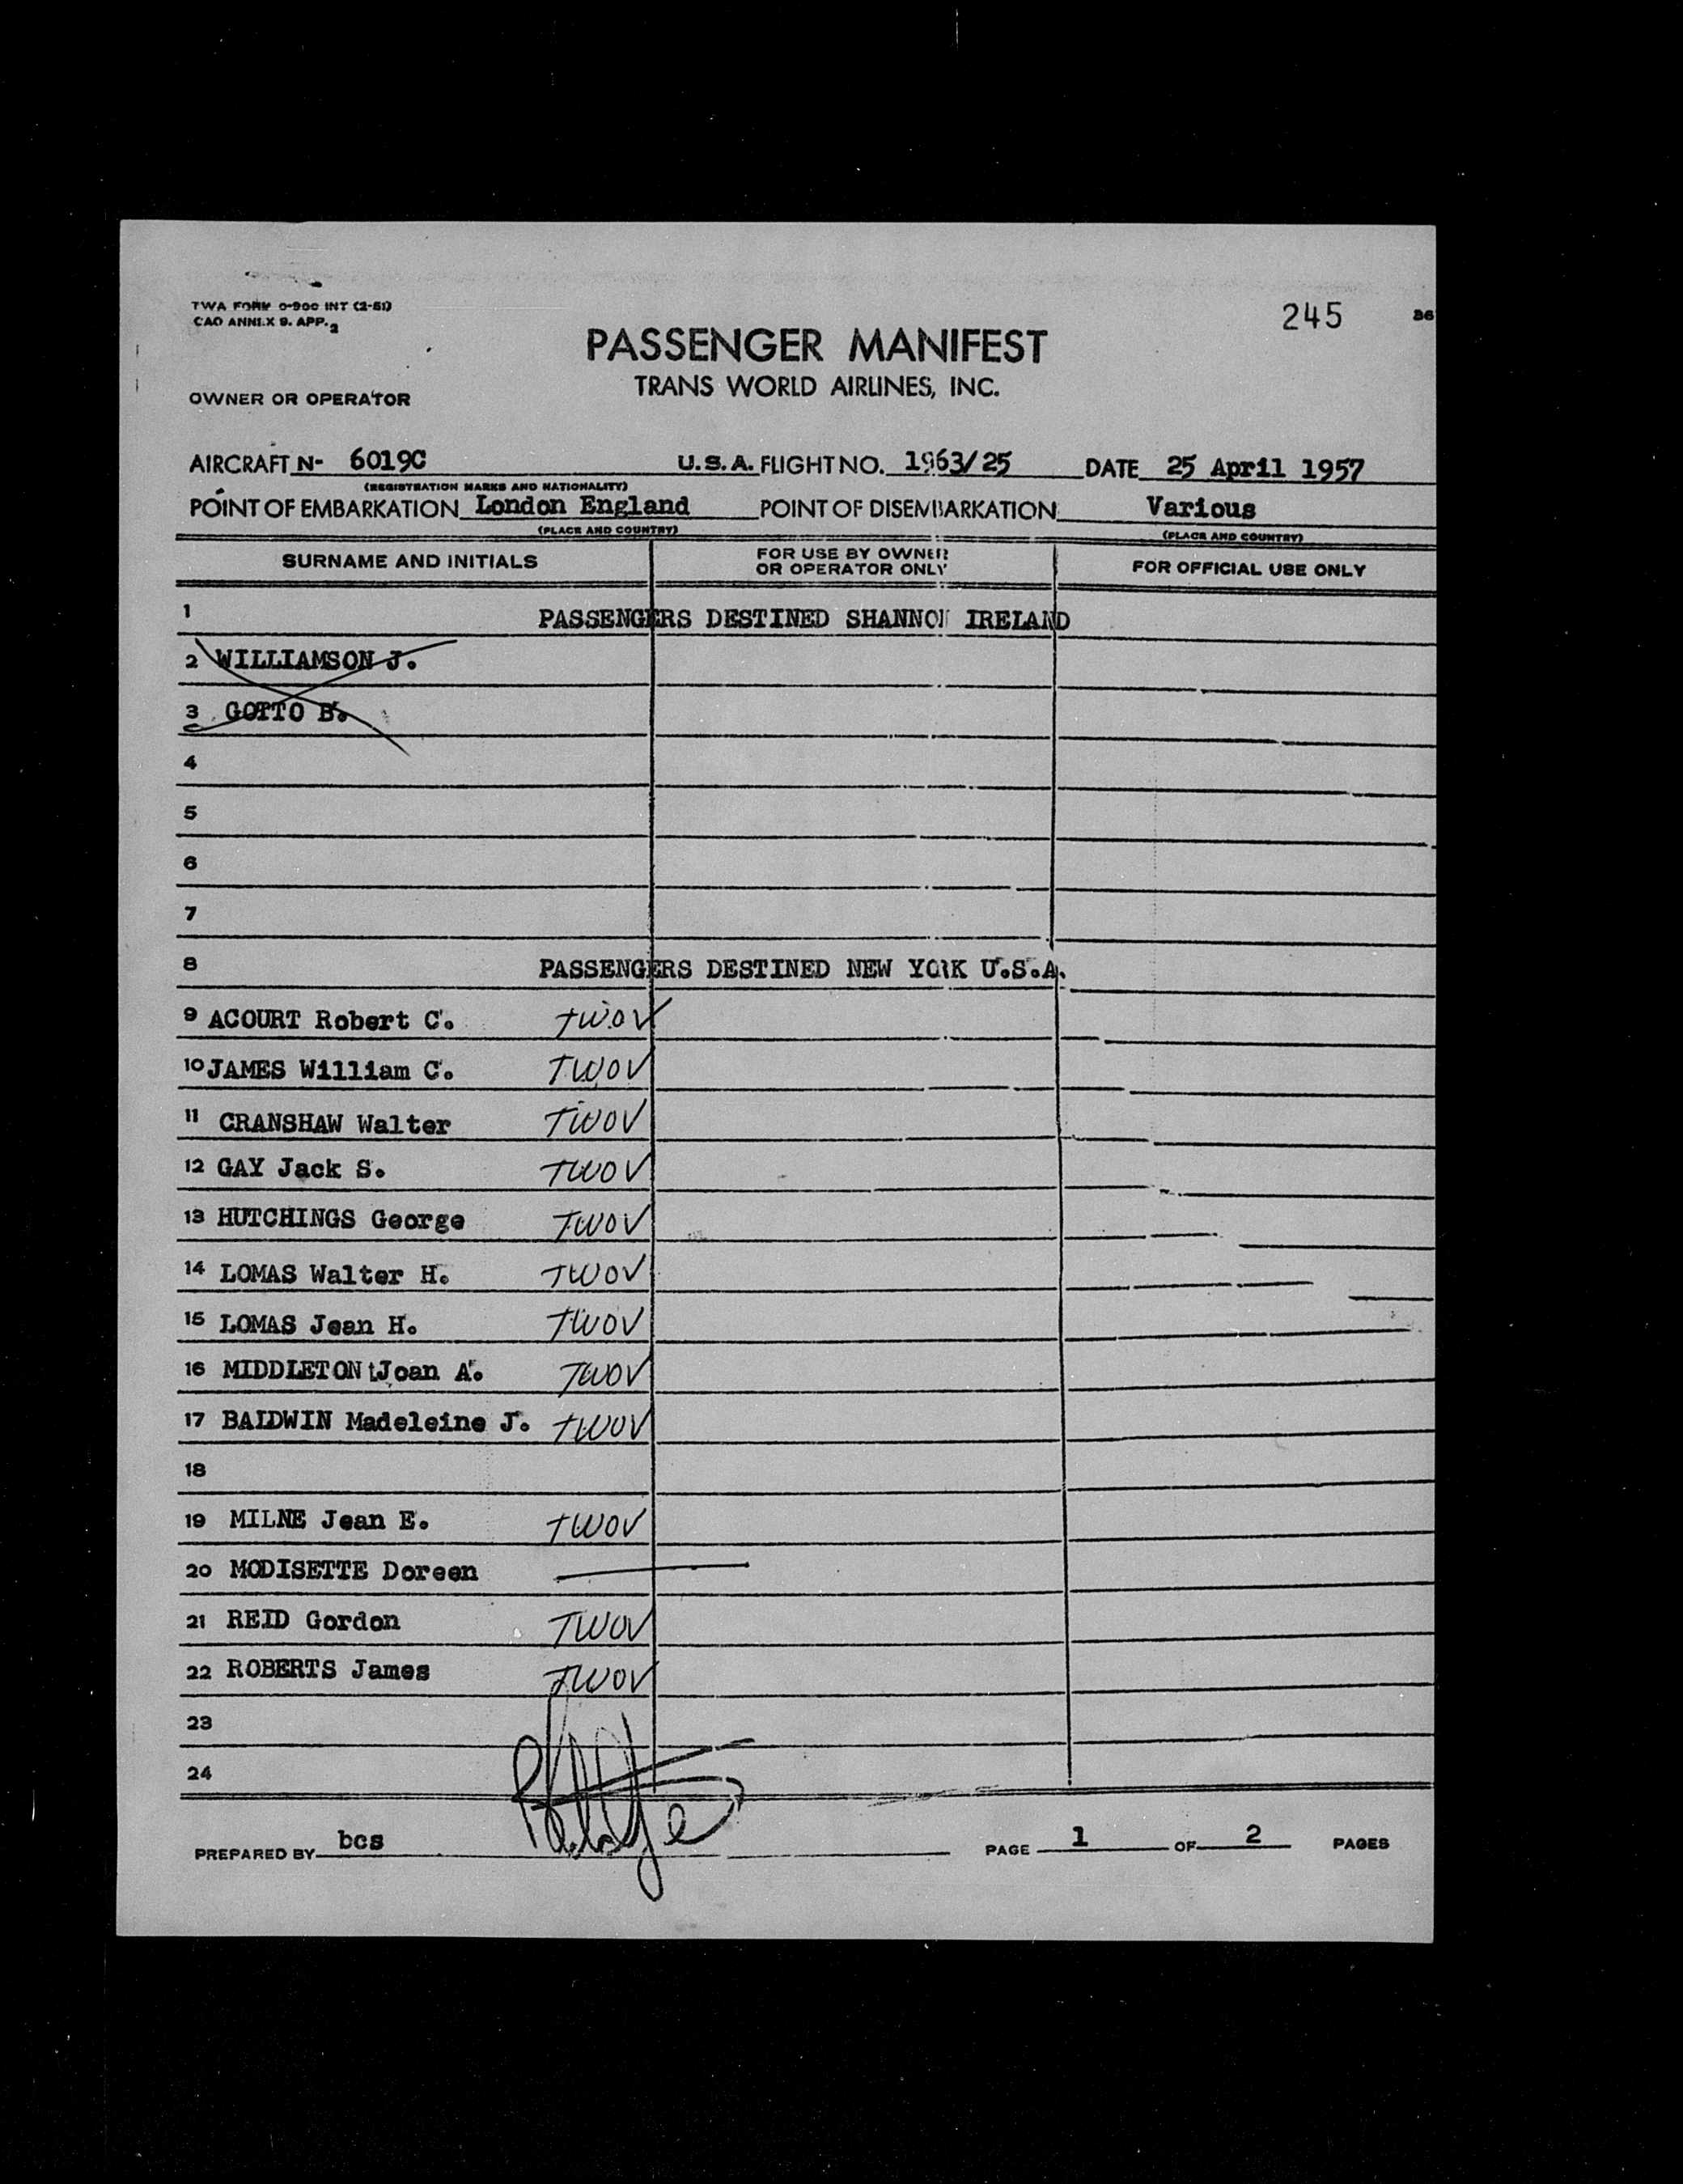 TWA FORM O-900 INT (2-51)
CAO ANNEX 9. APP. 2
245
86
PASSENGER MANIFEST
TRANS WORLD AIRLINES, INC.
OWNER OR OPERATOR
AIRCRAFT N- 6019C U.S.A. FLIGHT NO. 1963/25 DATE 25 April 1957
(REGISTRATION MARKS AND NATIONALITY)
POINT OF EMBARKATION London England POINT OF DISEMBARKATION Various
(PLACE AND COUNTRY) (PLACE AND COUNTRY)
SURNAME AND INITIALS FOR USE BY OWNER OR OPERATOR ONLY FOR OFFICIAL USE ONLY
1 PASSENGERS DESTINED SHANNON IRELAND
2 WILLIAMSON J.
3 GOTTO B.
4
5
6
7
8 PASSENGERS DESTINED NEW YORK U.S.A.
9 ACOURT Robert C. TWOV
10 JAMES William C. TWOV
11 CRANSHAW Walter TWOV
12 GAY Jack S. TWOV
13 HUTCHINGS George TWOV
14 LOMAS Walter H. TWOV
15 LOMAS Jean H. TWOV
16 MIDDLETON Joan A. TWOV
17 BALDWIN Madeleine J. TWOV
18
19 MILNE Jean E. TWOV
20 MODISETTE Doreen
21 REID Gordon TWOV
22 ROBERTS James TWOV
23
24
PREPARED BY bcs PAGE 1 OF 2 PAGES